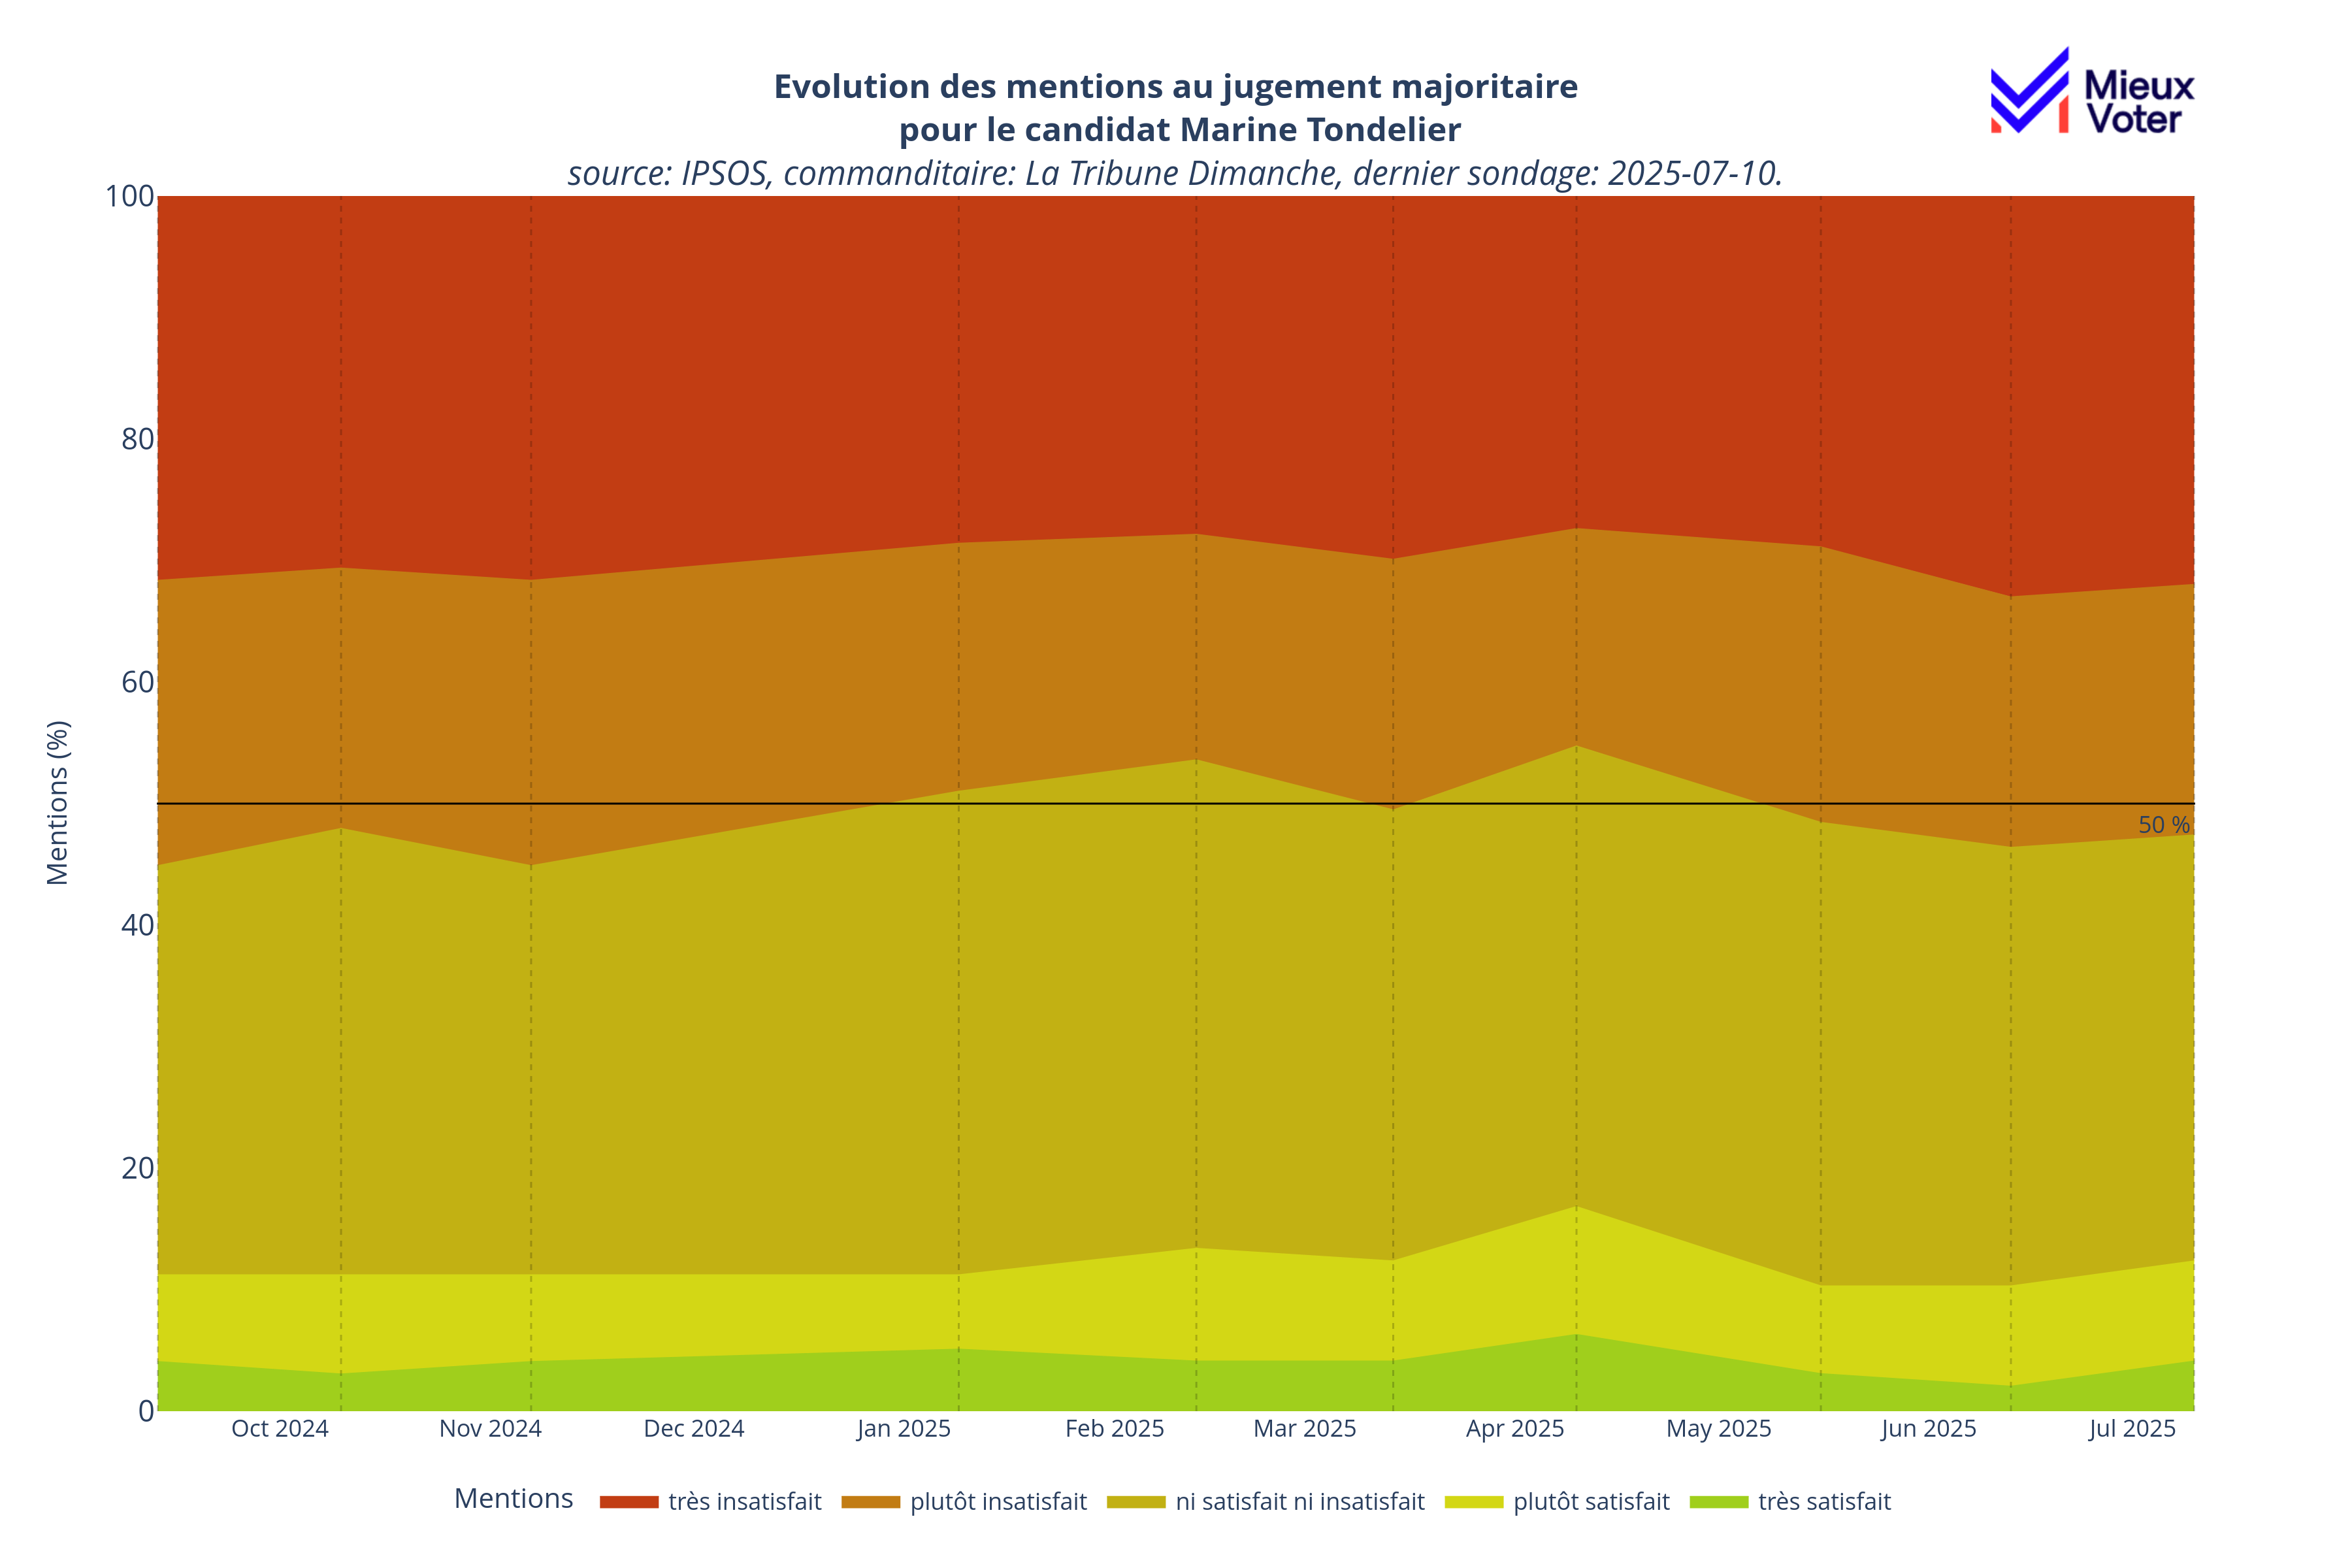 Evolution des mentions au jugement majoritaire
pour le candidat Marine Tondelier
source: IPSOS, commanditaire: La Tribune Dimanche, dernier sondage: 2025-07-10.
Mieux
Voter
100
80
60
40
20
0
Mentions (%)
50 %
Oct 2024
Nov 2024
Dec 2024
Jan 2025
Feb 2025
Mar 2025
Apr 2025
May 2025
Jun 2025
Jul 2025
Mentions
très insatisfait
plutôt insatisfait
ni satisfait ni insatisfait
plutôt satisfait
très satisfait